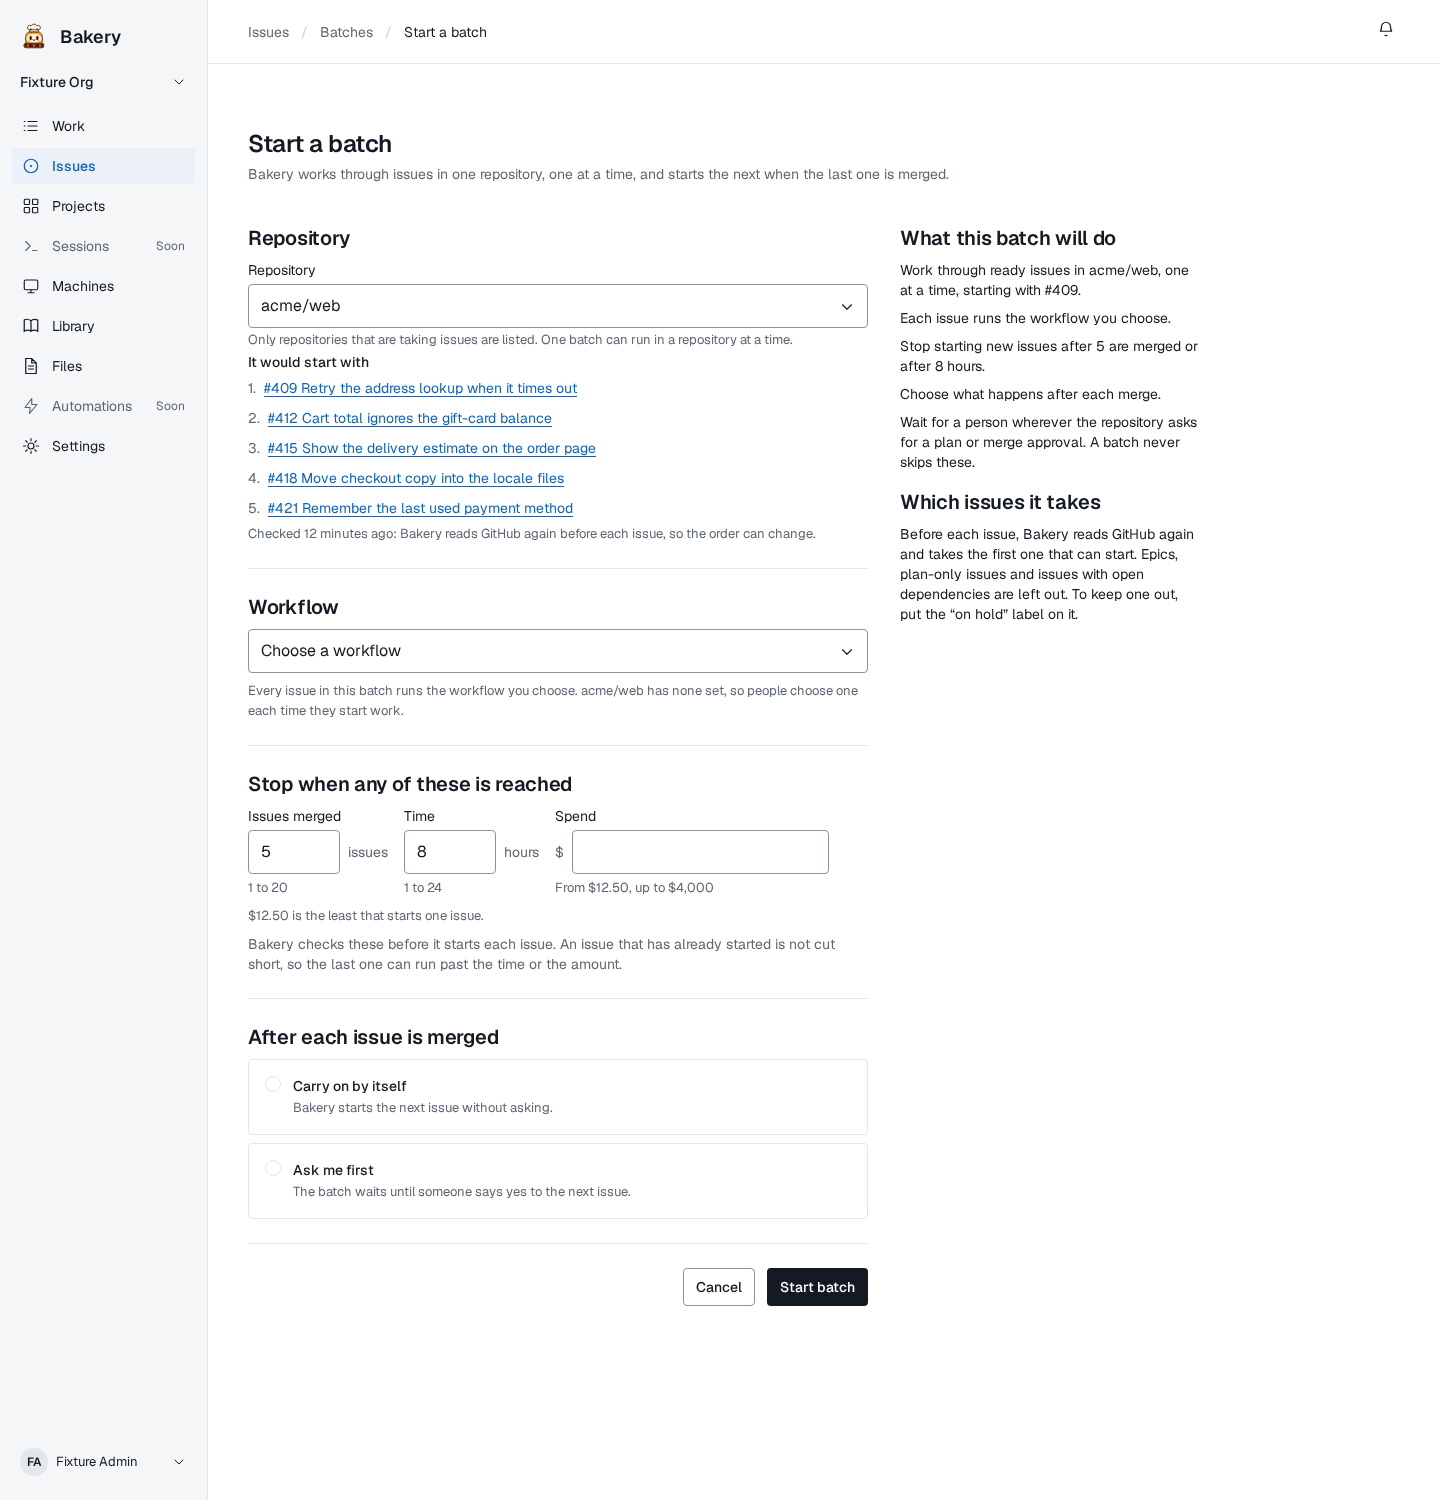 Bakery
Fixture Org
Work
Issues
Projects
Sessions Soon
Machines
Library
Files
Automations Soon
Settings
FA Fixture Admin
Issues / Batches / Start a batch
Start a batch
Bakery works through issues in one repository, one at a time, and starts the next when the last one is merged.
Repository
Repository
acme/web
Only repositories that are taking issues are listed. One batch can run in a repository at a time.
It would start with
1. #409 Retry the address lookup when it times out
2. #412 Cart total ignores the gift-card balance
3. #415 Show the delivery estimate on the order page
4. #418 Move checkout copy into the locale files
5. #421 Remember the last used payment method
Checked 12 minutes ago: Bakery reads GitHub again before each issue, so the order can change.
Workflow
Choose a workflow
Every issue in this batch runs the workflow you choose. acme/web has none set, so people choose one
each time they start work.
Stop when any of these is reached
Issues merged Time Spend
5 issues 8 hours $
1 to 20 1 to 24 From $12.50, up to $4,000
$12.50 is the least that starts one issue.
Bakery checks these before it starts each issue. An issue that has already started is not cut
short, so the last one can run past the time or the amount.
After each issue is merged
Carry on by itself
Bakery starts the next issue without asking.
Ask me first
The batch waits until someone says yes to the next issue.
Cancel Start batch
What this batch will do
Work through ready issues in acme/web, one
at a time, starting with #409.
Each issue runs the workflow you choose.
Stop starting new issues after 5 are merged or
after 8 hours.
Choose what happens after each merge.
Wait for a person wherever the repository asks
for a plan or merge approval. A batch never
skips these.
Which issues it takes
Before each issue, Bakery reads GitHub again
and takes the first one that can start. Epics,
plan-only issues and issues with open
dependencies are left out. To keep one out,
put the “on hold” label on it.